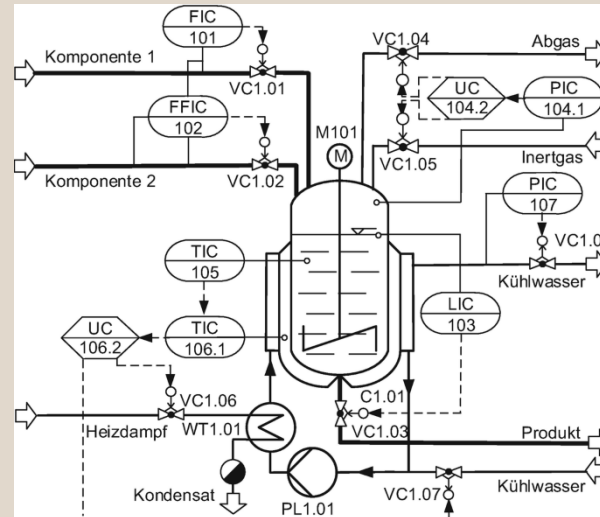 FIC
101
Komponente 1
VC1.01
FFIC
102
Komponente 2
VC1.02
M101
M
VC1.04
Abgas
UC
104.2
PIC
104.1
VC1.05
Inertgas
PIC
107
VC1.0
Kühlwasser
TIC
105
TIC
106.1
LIC
103
UC
106.2
VC1.06
Heizdampf
WT1.01
C1.01
VC1.03
Produkt
Kondensat
PL1.01
VC1.07
Kühlwasser